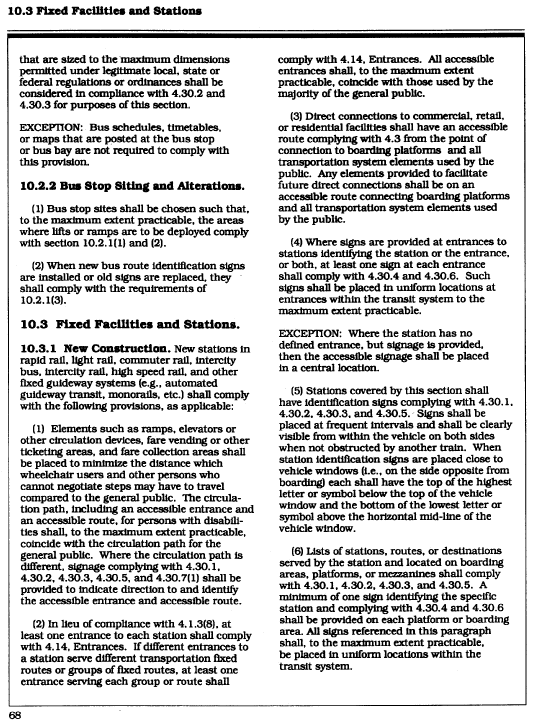 10.3 Fixed Facilities and Stations
that are sized to the maximum dimensions
permitted under legitimate local, state or
federal regulations or ordinances shall be
considered in compliance with 4.30.2 and
4.30.3 for purposes of this section.
EXCEPTION: Bus schedules, timetables,
or maps that are posted at the bus stop
or bus bay are not required to comply with
this provision.
10.2.2 Bus Stop Siting and Alterations.
(1) Bus stop sites shall be chosen such that,
to the maximum extent practicable, the areas
where lifts or ramps are to be deployed comply
with section 10.2.1(1) and (2).
(2) When new bus route identification signs
are installed or old signs are replaced, they
shall comply with the requirements of
10.2.1(3).
10.3 Fixed Facilities and Stations.
10.3.1 New Construction. New stations in
rapid rail, light rail, commuter rail, intercity
bus, intercity rail, high speed rail, and other
fixed guideway systems (e.g., automated
guideway transit, monorails, etc.) shall comply
with the following provisions, as applicable:
(1) Elements such as ramps, elevators or
other circulation devices, fare vending or other
ticketing areas, and fare collection areas shall
be placed to minimize the distance which
wheelchair users and other persons who
cannot negotiate steps may have to travel
compared to the general public. The circula-
tion path, including an accessible entrance and
an accessible route, for persons with disabili-
ties shall, to the maximum extent practicable,
coincide with the circulation path for the
general public. Where the circulation path is
different, signage complying with 4.30.1,
4.30.2, 4.30.3, 4.30.5, and 4.30.7(1) shall be
provided to indicate direction to and identify
the accessible entrance and accessible route.
(2) In lieu of compliance with 4.1.3(8), at
least one entrance to each station shall comply
with 4.14, Entrances. If different entrances to
a station serve different transportation fixed
routes or groups of fixed routes, at least one
entrance serving each group or route shall
comply with 4.14, Entrances. All accessible
entrances shall, to the maximum extent
practicable, coincide with those used by the
majority of the general public.
(3) Direct connections to commercial, retail,
or residential facilities shall have an accessible
route complying with 4.3 from the point of
connection to boarding platforms and all
transportation system elements used by the
public. Any elements provided to facilitate
future direct connections shall be on an
accessible route connecting boarding platforms
and all transportation system elements used
by the public.
(4) Where signs are provided at entrances to
stations identifying the station or the entrance,
or both, at least one sign at each entrance
shall comply with 4.30.4 and 4.30.6. Such
signs shall be placed in uniform locations at
entrances within the transit system to the
maximum extent practicable.
EXCEPTION: Where the station has no
defined entrance, but signage is provided,
then the accessible signage shall be placed
in a central location.
(5) Stations covered by this section shall
have identification signs complying with 4.30.1,
4.30.2, 4.30.3, and 4.30.5. Signs shall be
placed at frequent intervals and shall be clearly
visible from within the vehicle on both sides
when not obstructed by another train. When
station identification signs are placed close to
vehicle windows (i.e., on the side opposite from
boarding) each shall have the top of the highest
letter or symbol below the top of the vehicle
window and the bottom of the lowest letter or
symbol above the horizontal mid-line of the
vehicle window.
(6) Lists of stations, routes, or destinations
served by the station and located on boarding
areas, platforms, or mezzanines shall comply
with 4.30.1, 4.30.2, 4.30.3, and 4.30.5. A
minimum of one sign identifying the specific
station and complying with 4.30.4 and 4.30.6
shall be provided on each platform or boarding
area. All signs referenced in this paragraph
shall, to the maximum extent practicable,
be placed in uniform locations within the
transit system.
68